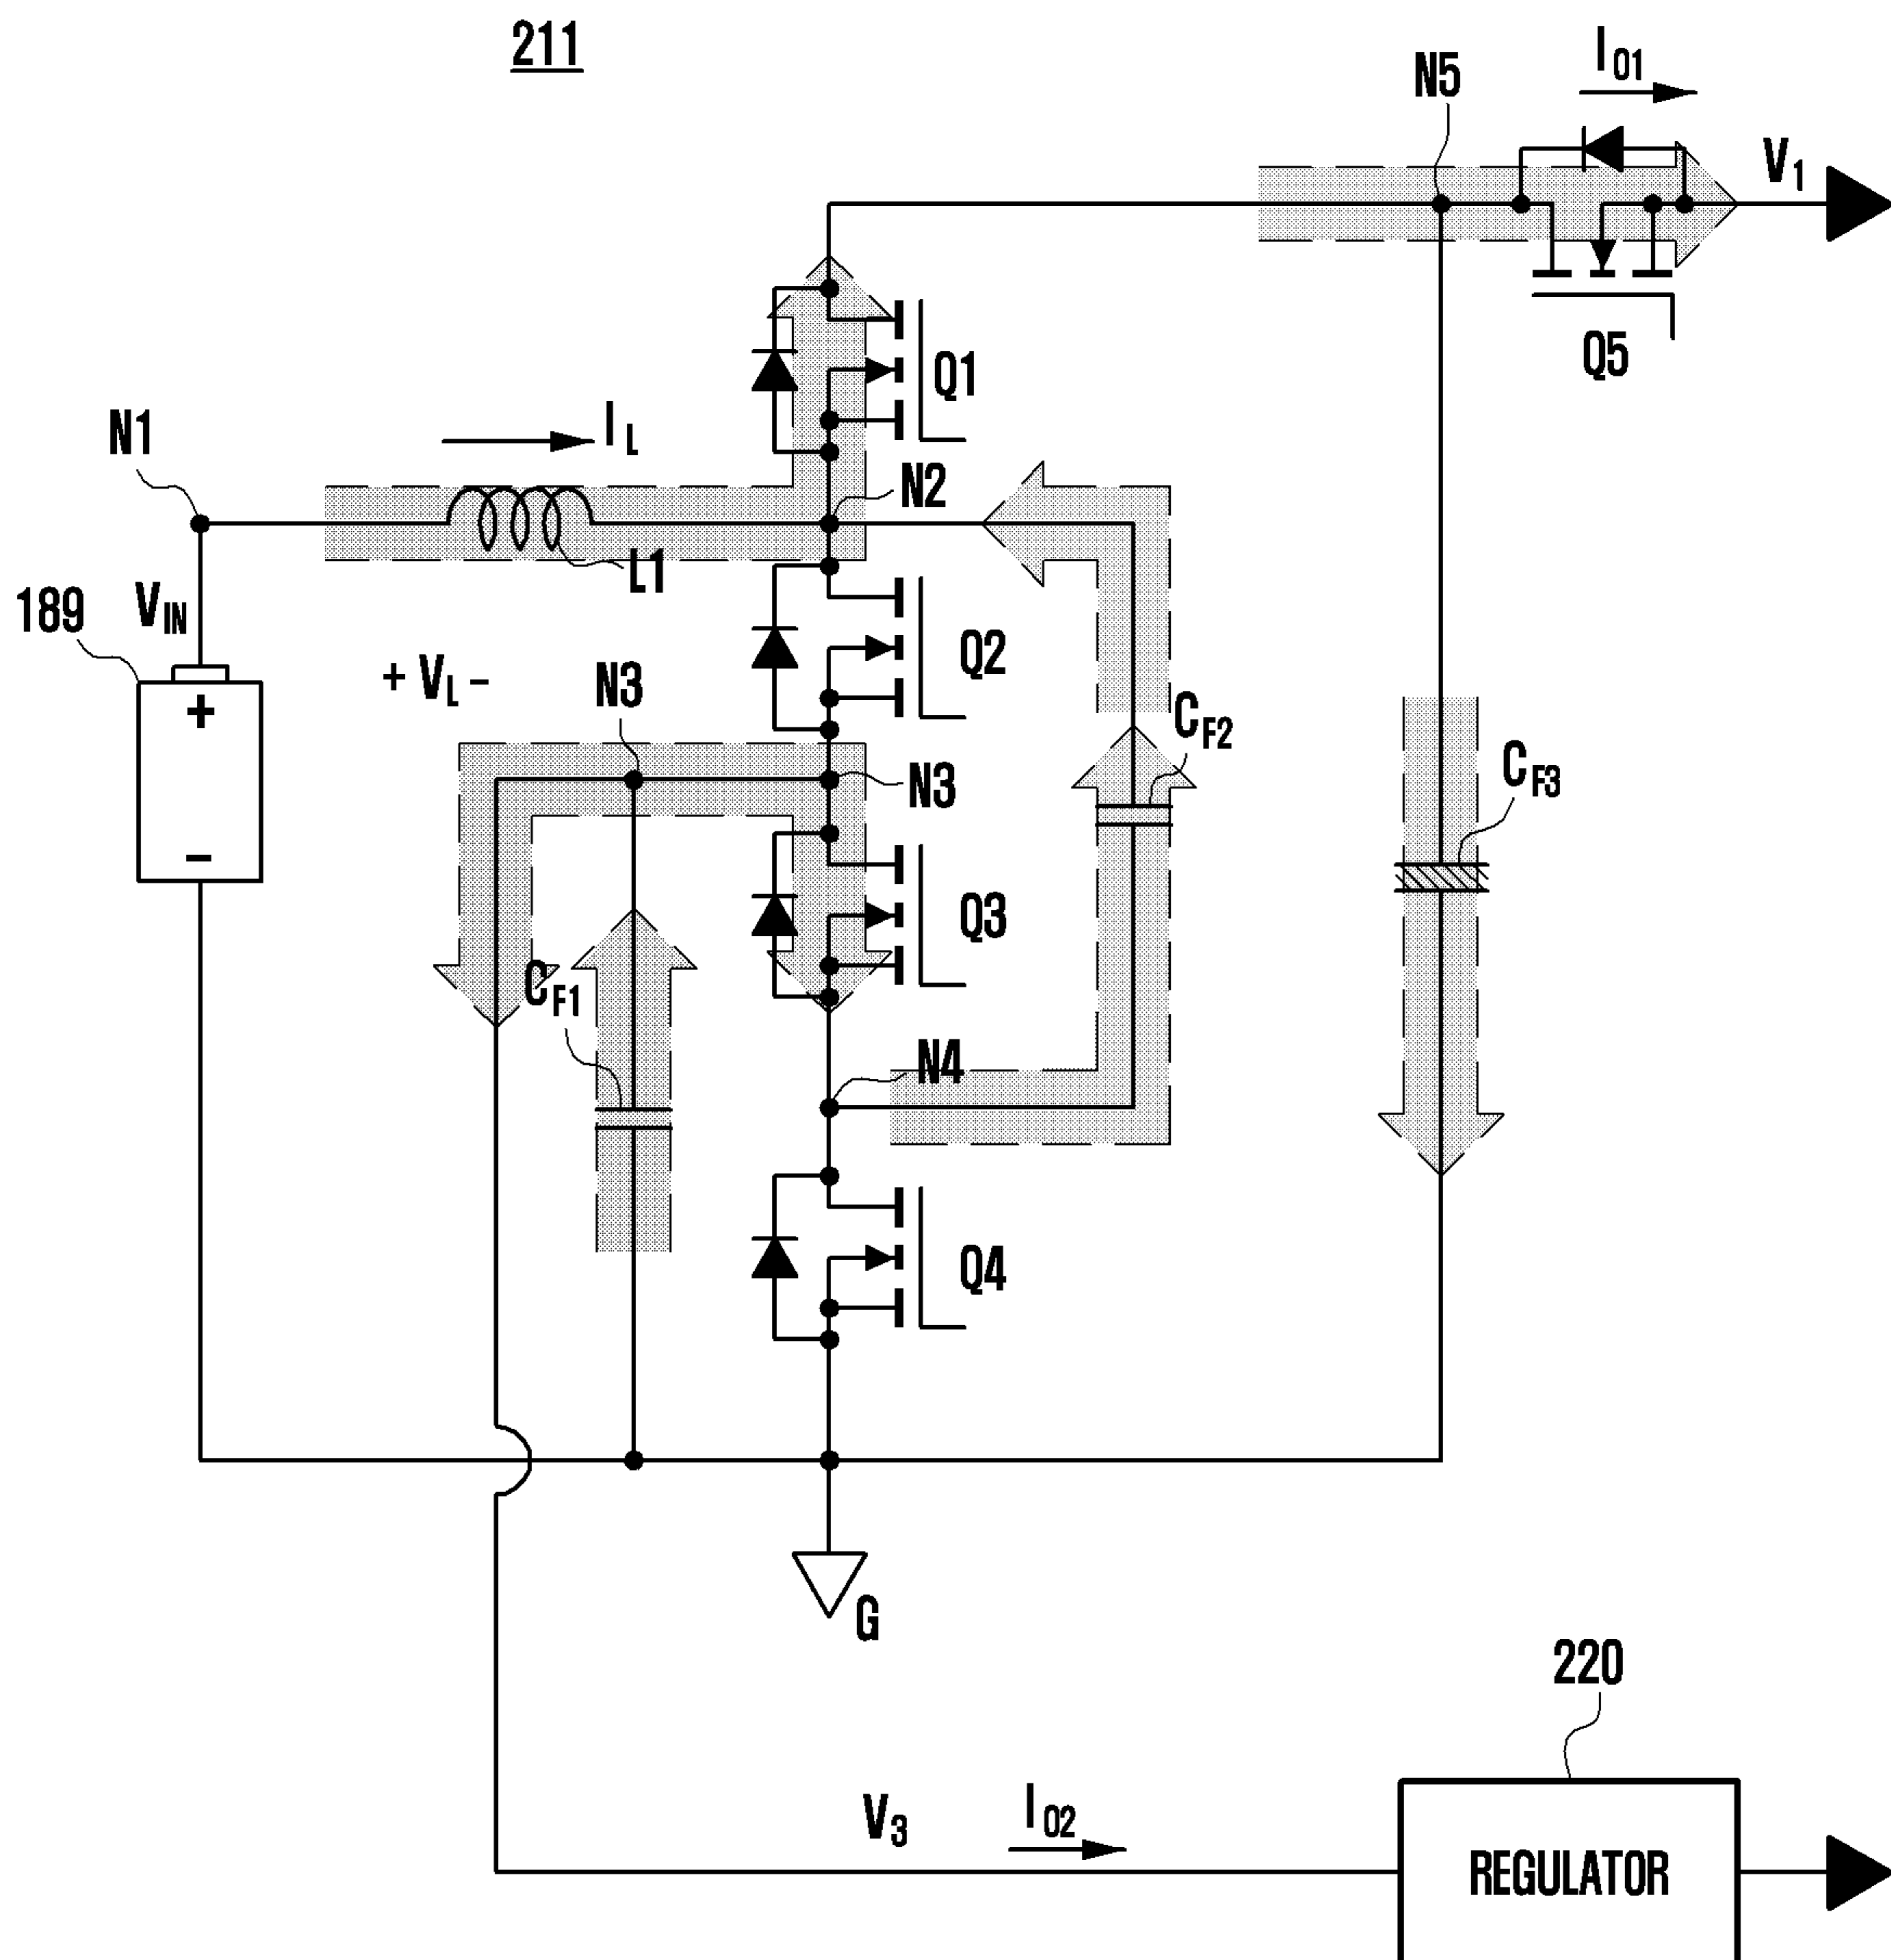 211
I01
N5
V1
Q5
Q1
IL
N1
N2
L1
189
VIN
+
-
+ VL -
Q2
N3
CF2
N3
CF3
Q3
CF1
N4
Q4
G
220
V3
I02
REGULATOR